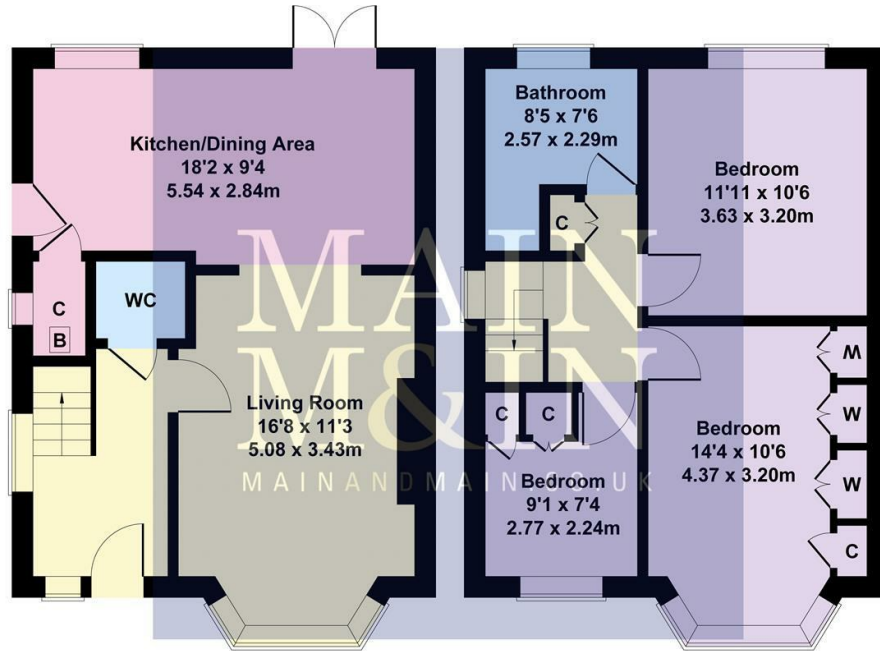 Kitchen/Dining Area
18'2 x 9'4
5.54 x 2.84m
C
B
WC
Living Room
16'8 x 11'3
5.08 x 3.43m
Bathroom
8'5 x 7'6
2.57 x 2.29m
C
Bedroom
11'11 x 10'6
3.63 x 3.20m
C
C
Bedroom
9'1 x 7'4
2.77 x 2.24m
Bedroom
14'4 x 10'6
4.37 x 3.20m
W
W
W
C
MAIN
&MAIN
MAINANDMAIN.CO.UK